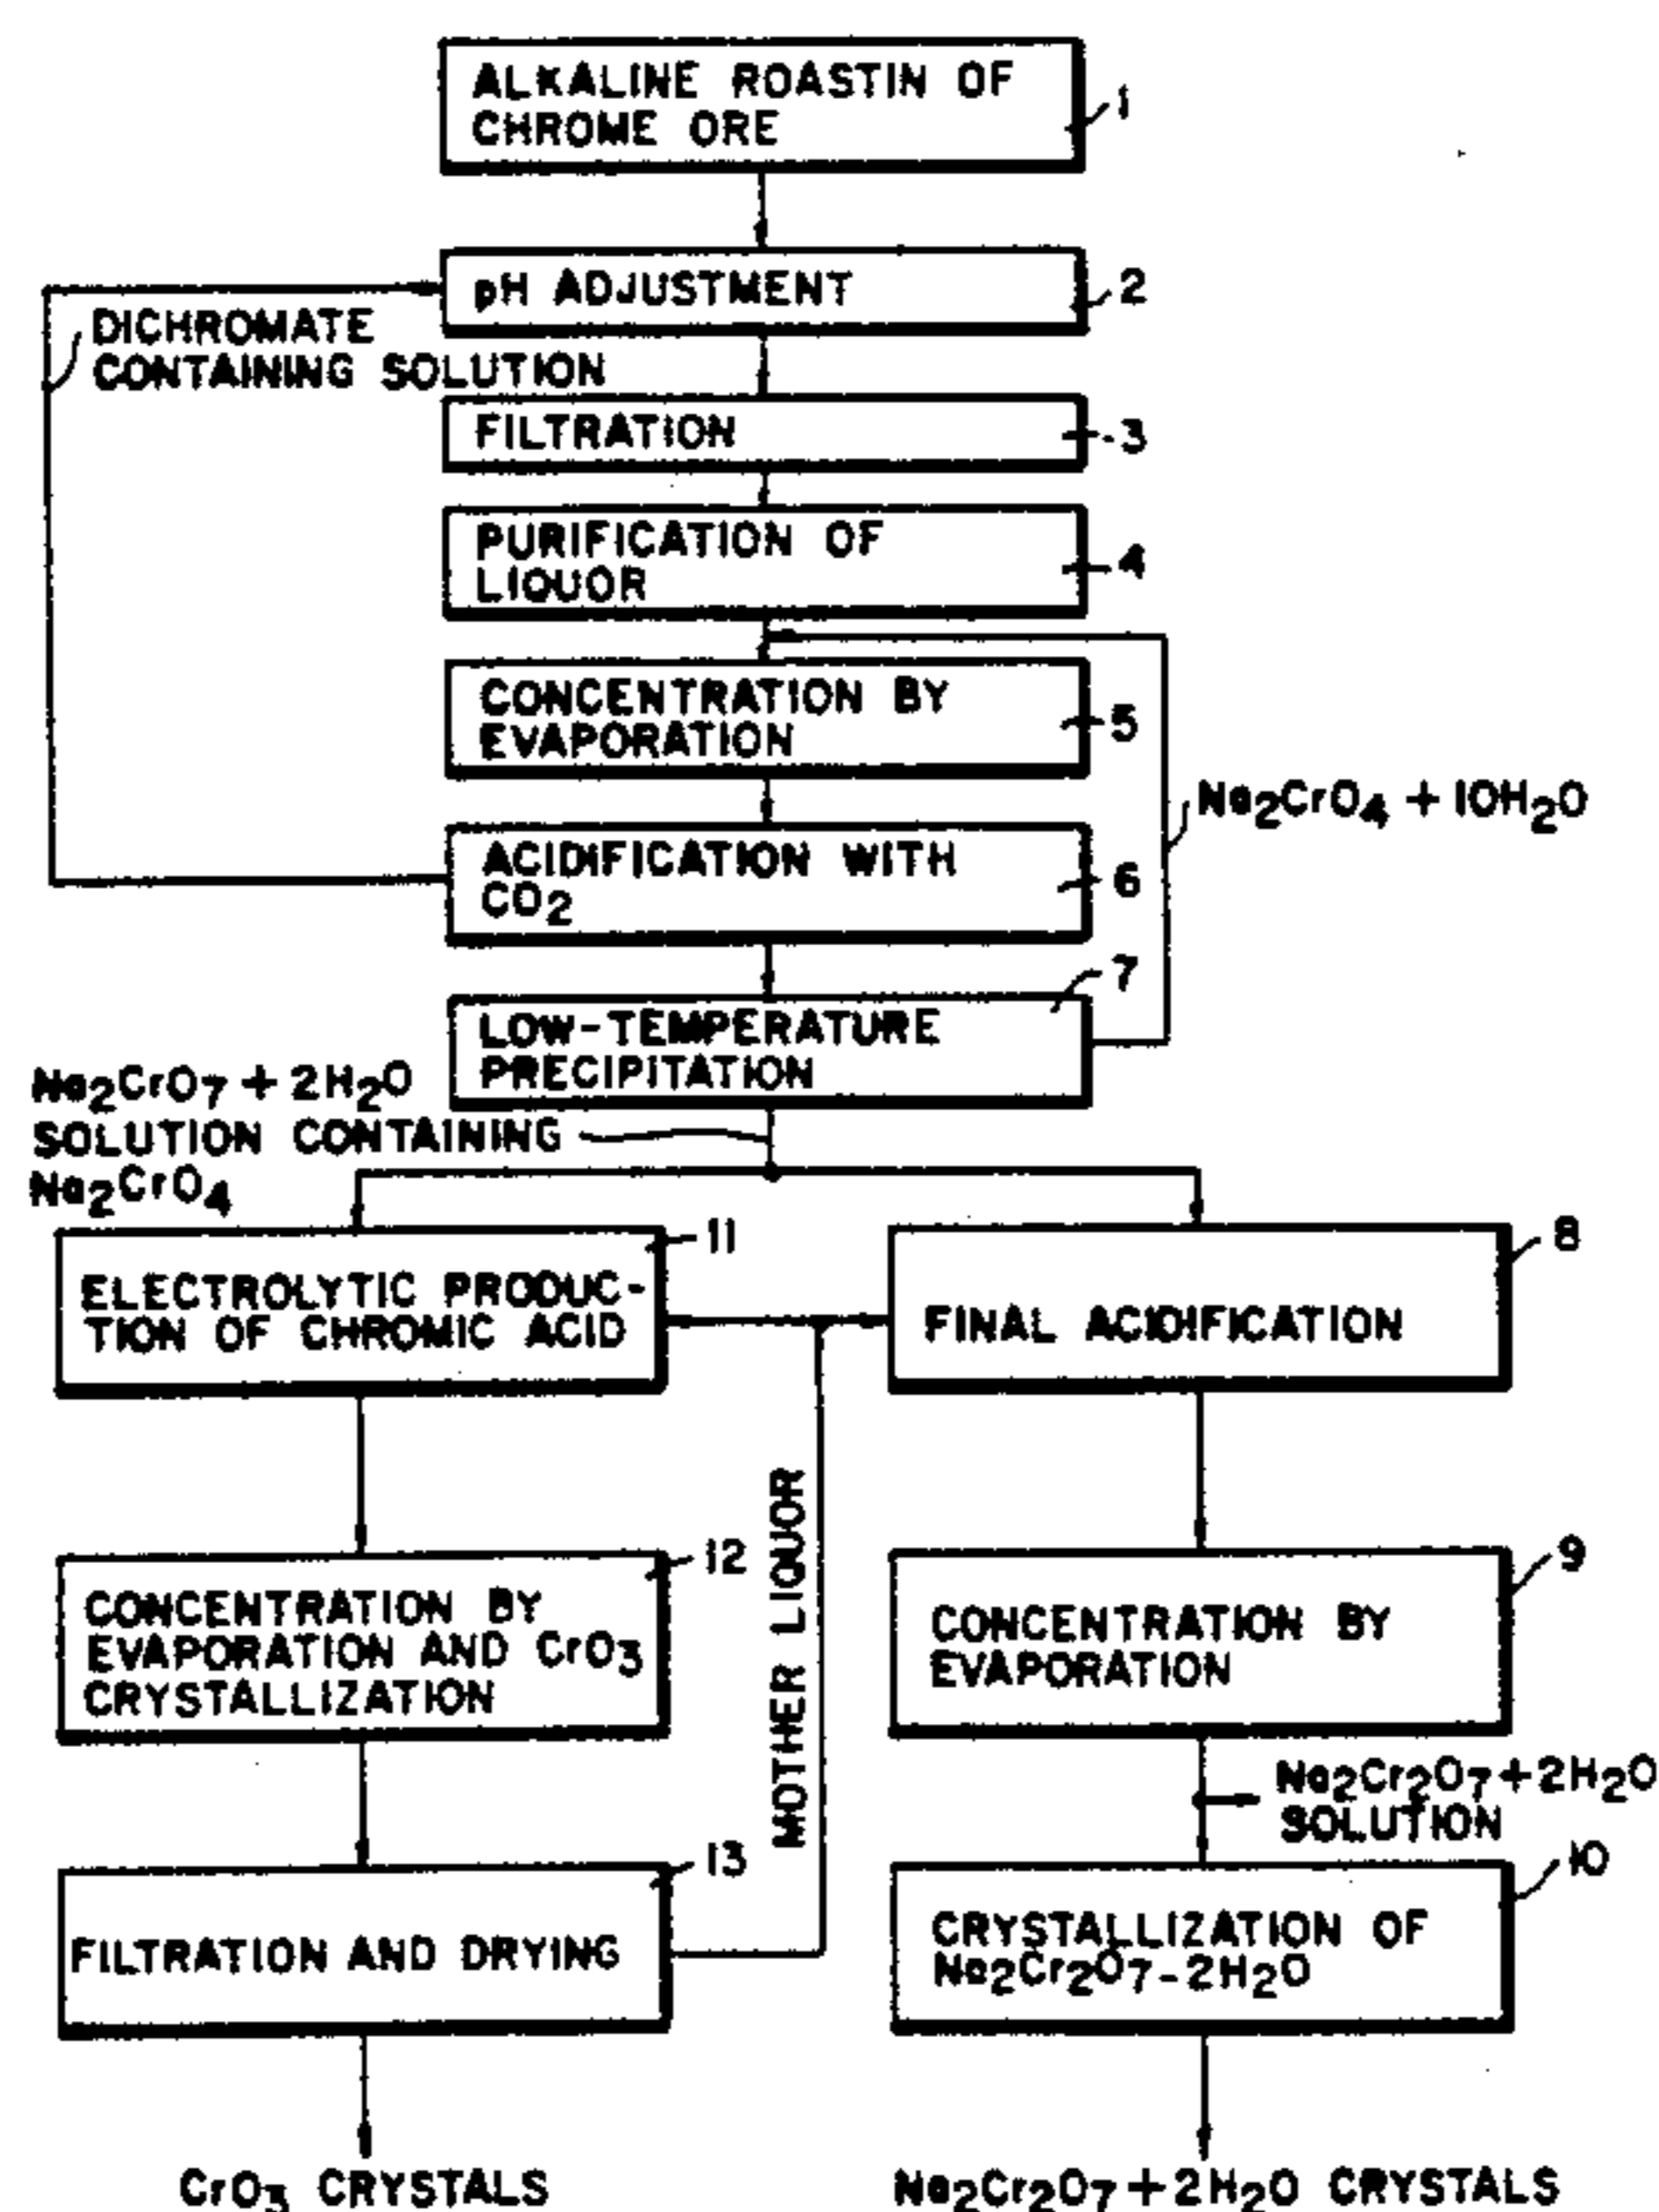 ALKALINE ROASTIN OF
CHROME ORE
1
pH ADJUSTMENT
2
DICHROMATE
CONTAINING SOLUTION
FILTRATION
3
PURIFICATION OF
LIQUOR
4
CONCENTRATION BY
EVAPORATION
5
Na2CrO4 + 10H2O
ACIDIFICATION WITH
CO2
6
7
LOW-TEMPERATURE
PRECIPITATION
Na2CrO7 + 2H2O
SOLUTION CONTAINING
Na2CrO4
11
ELECTROLYTIC PRODUC-
TION OF CHROMIC ACID
8
FINAL ACIDIFICATION
MOTHER LIQUOR
12
CONCENTRATION BY
EVAPORATION AND CrO3
CRYSTALLIZATION
9
CONCENTRATION BY
EVAPORATION
Na2Cr2O7+2H2O
SOLUTION
13
FILTRATION AND DRYING
10
CRYSTALLIZATION OF
Na2Cr2O7-2H2O
CrO3 CRYSTALS
Na2Cr2O7+2H2O CRYSTALS